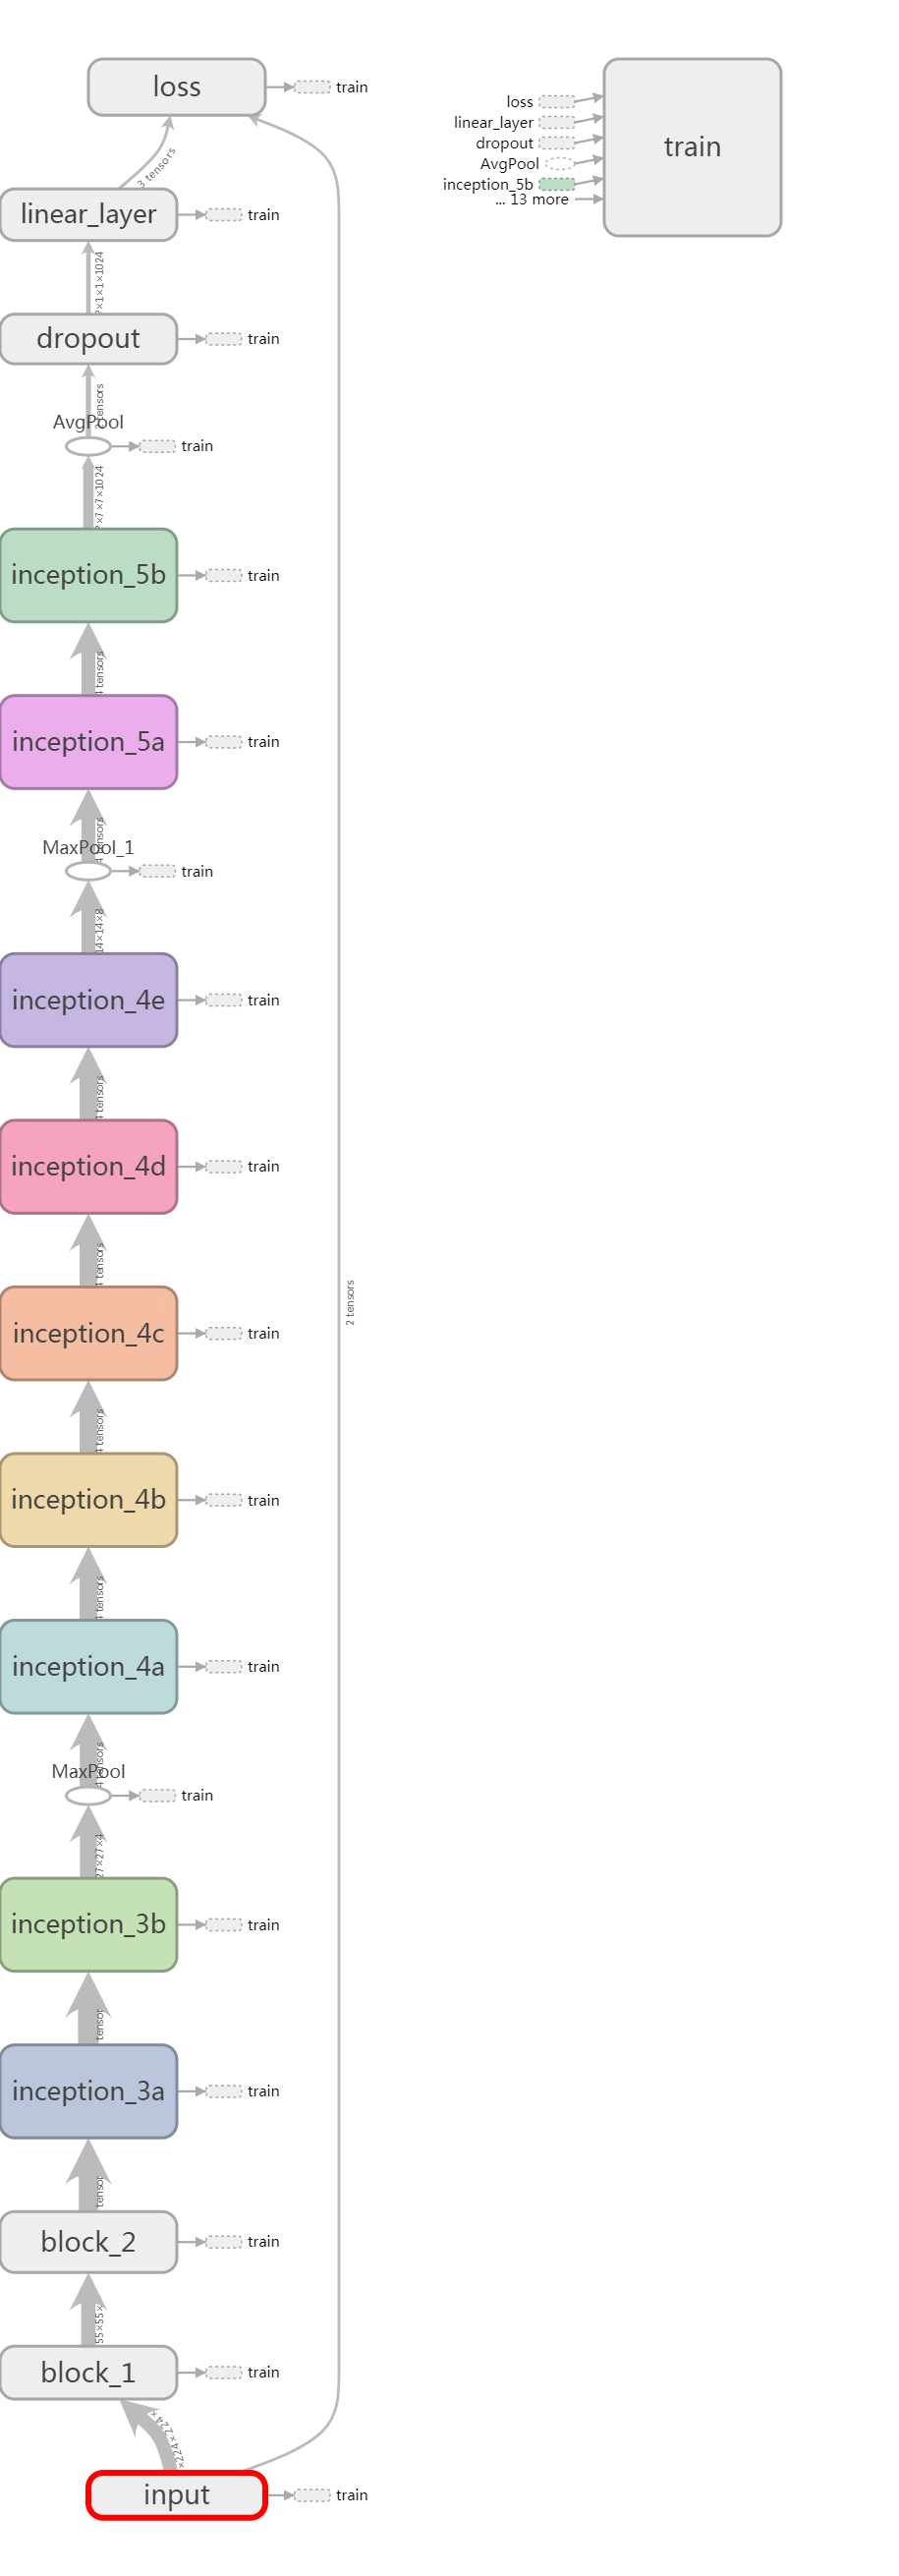 loss
train
3 tensors
linear_layer
train
?×1×1×1024
dropout
train
2 tensors
AvgPool
train
?×7×7×1024
inception_5b
train
4 tensors
inception_5a
train
4 tensors
MaxPool_1
train
14×14×8
inception_4e
train
4 tensors
inception_4d
train
4 tensors
inception_4c
train
4 tensors
inception_4b
train
4 tensors
inception_4a
train
4 tensors
MaxPool
train
27×27×4
inception_3b
train
tensor
inception_3a
train
tensor
block_2
train
55×55×
block_1
train
×224×224×
input
train
2 tensors
loss
linear_layer
dropout
AvgPool
inception_5b
... 13 more
train